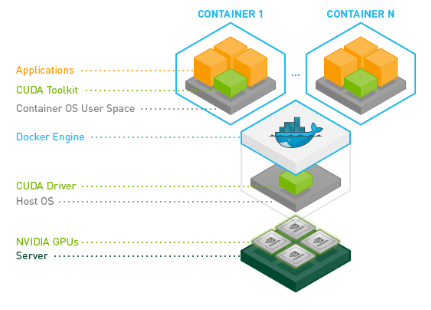 CONTAINER 1
CONTAINER N
...
Applications
CUDA Toolkit
Container OS User Space
Docker Engine
CUDA Driver
Host OS
NVIDIA GPUs
Server